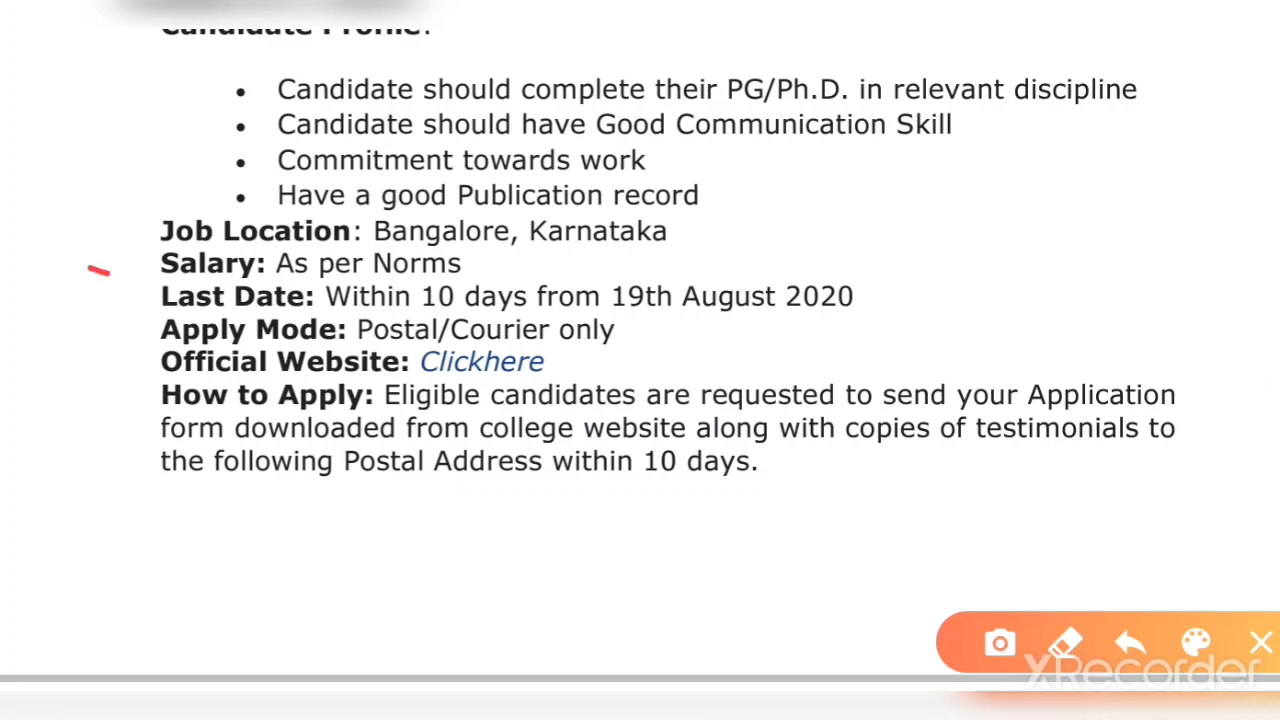 Candidate Profile:
• Candidate should complete their PG/Ph.D. in relevant discipline
• Candidate should have Good Communication Skill
• Commitment towards work
• Have a good Publication record
Job Location: Bangalore, Karnataka
Salary: As per Norms
Last Date: Within 10 days from 19th August 2020
Apply Mode: Postal/Courier only
Official Website: Clickhere
How to Apply: Eligible candidates are requested to send your Application
form downloaded from college website along with copies of testimonials to
the following Postal Address within 10 days.
XRecorder